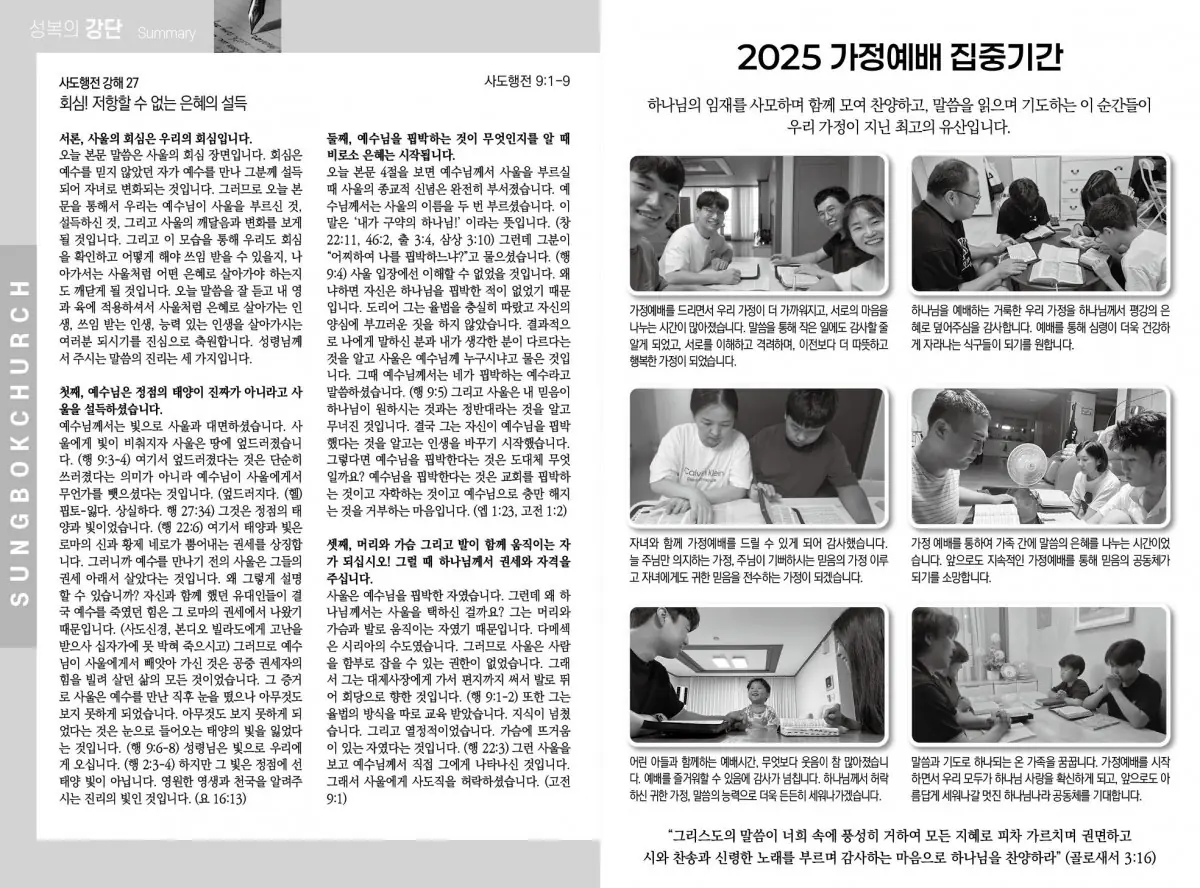 성복의 강단 Summary
SUNGBOKCHURCH
사도행전 강해 27
회심! 저항할 수 없는 은혜의 설득
사도행전 9:1-9
서론, 사울의 회심은 우리의 회심입니다.
오늘 본문 말씀은 사울의 회심 장면입니다. 회심은
예수를 믿지 않았던 자가 예수를 만나 그분께 설득
되어 자녀로 변화되는 것입니다. 그러므로 오늘 본
문을 통해서 우리는 예수님이 사울을 부르신 것,
설득하신 것, 그리고 사울의 깨달음과 변화를 보게
될 것입니다. 그리고 이 모습을 통해 우리도 회심
을 확인하고 어떻게 해야 쓰임 받을 수 있을지, 나
아가서는 사울처럼 어떤 은혜로 살아가야 하는지
도 깨닫게 될 것입니다. 오늘 말씀을 잘 듣고 내 영
과 육에 적용하셔서 사울처럼 은혜로 살아가는 인
생, 쓰임 받는 인생, 능력 있는 인생을 살아가시는
여러분 되시기를 진심으로 축원합니다. 성령님께
서 주시는 말씀의 진리는 세 가지입니다.
첫째, 예수님은 정점의 태양이 진짜가 아니라고 사
울을 설득하셨습니다.
예수님께서는 빛으로 사울과 대면하셨습니다. 사
울에게 빛이 비춰지자 사울은 땅에 엎드러졌습니
다. (행 9:3-4) 여기서 엎드러졌다는 것은 단순히
쓰러졌다는 의미가 아니라 예수님이 사울에게서
무언가를 뺏으셨다는 것입니다. (엎드러지다. (헬)
핍토-잃다. 상실하다. 행 27:34) 그것은 정점의 태
양과 빛이었습니다. (행 22:6) 여기서 태양과 빛은
로마의 신과 황제 네로가 뿜어내는 권세를 상징합
니다. 그러니까 예수를 만나기 전의 사울은 그들의
권세 아래서 살았다는 것입니다. 왜 그렇게 설명
할 수 있습니까? 자신과 함께 했던 유대인들이 결
국 예수를 죽였던 힘은 그 로마의 권세에서 나왔기
때문입니다. (사도신경, 본디오 빌라도에게 고난을
받으사 십자가에 못 박혀 죽으시고) 그러므로 예수
님이 사울에게서 빼앗아 가신 것은 공중 권세자의
힘을 빌려 살던 삶의 모든 것이었습니다. 그 증거
로 사울은 예수를 만난 직후 눈을 떴으나 아무것도
보지 못하게 되었습니다. 아무것도 보지 못하게 되
었다는 것은 눈으로 들어오는 태양의 빛을 잃었다
는 것입니다. (행 9:6-8) 성령님은 빛으로 우리에
게 오십니다. (행 2:3-4) 하지만 그 빛은 정점에 선
태양 빛이 아닙니다. 영원한 영생과 천국을 알려주
시는 진리의 빛인 것입니다. (요 16:13)
둘째, 예수님을 핍박하는 것이 무엇인지를 알 때
비로소 은혜는 시작됩니다.
오늘 본문 4절을 보면 예수님께서 사울을 부르실
때 사울의 종교적 신념은 완전히 부서졌습니다. 예
수님께서는 사울의 이름을 두 번 부르셨습니다. 이
말은 '내가 구약의 하나님!' 이라는 뜻입니다. (창
22:11, 46:2, 출 3:4, 삼상 3:10) 그런데 그분이
"어찌하여 나를 핍박하느냐?"고 물으셨습니다. (행
9:4) 사울 입장에선 이해할 수 없었을 것입니다. 왜
냐하면 자신은 하나님을 핍박한 적이 없었기 때문
입니다. 도리어 그는 율법을 충실히 따랐고 자신의
양심에 부끄러운 짓을 하지 않았습니다. 결과적으
로 나에게 말하신 분과 내가 생각한 분이 다르다는
것을 알고 사울은 예수님께 누구시냐고 물은 것입
니다. 그때 예수님께서는 네가 핍박하는 예수라고
말씀하셨습니다. (행 9:5) 그리고 사울은 내 믿음이
하나님이 원하시는 것과는 정반대라는 것을 알고
무너진 것입니다. 결국 그는 자신이 예수님을 핍박
했다는 것을 알고는 인생을 바꾸기 시작했습니다.
그렇다면 예수님을 핍박한다는 것은 도대체 무엇
일까요? 예수님을 핍박한다는 것은 교회를 핍박하
는 것이고 자학하는 것이고 예수님으로 충만 해지
는 것을 거부하는 마음입니다. (엡 1:23, 고전 1:2)
셋째, 머리와 가슴 그리고 발이 함께 움직이는 자
가 되십시오! 그럴 때 하나님께서 권세와 자격을
주십니다.
사울은 예수님을 핍박한 자였습니다. 그런데 왜 하
나님께서는 사울을 택하신 걸까요? 그는 머리와
가슴과 발로 움직이는 자였기 때문입니다. 다메섹
은 시리아의 수도였습니다. 그러므로 사울은 사람
을 함부로 잡을 수 있는 권한이 없었습니다. 그래
서 그는 대제사장에게 가서 편지까지 써서 발로 뛰
어 회당으로 향한 것입니다. (행 9:1-2) 또한 그는
율법의 방식을 따로 교육 받았습니다. 지식이 넘쳤
습니다. 그리고 열정적이었습니다. 가슴에 뜨거움
이 있는 자였다는 것입니다. (행 22:3) 그런 사울을
보고 예수님께서 직접 그에게 나타나신 것입니다.
그래서 사울에게 사도직을 허락하셨습니다. (고전
9:1)
2025 가정예배 집중기간
하나님의 임재를 사모하며 함께 모여 찬양하고, 말씀을 읽으며 기도하는 이 순간들이
우리 가정이 지닌 최고의 유산입니다.
가정예배를 드리면서 우리 가정이 더 가까워지고, 서로의 마음을
나누는 시간이 많아졌습니다. 말씀을 통해 작은 일에도 감사할 줄
알게 되었고, 서로를 이해하고 격려하며, 이전보다 더 따뜻하고
행복한 가정이 되었습니다.
하나님을 예배하는 거룩한 우리 가정을 하나님께서 평강의 은
혜로 덮어주심을 감사합니다. 예배를 통해 심령이 더욱 건강하
게 자라나는 식구들이 되기를 원합니다.
Calvin Klein
자녀와 함께 가정예배를 드릴 수 있게 되어 감사했습니다.
늘 주님만 의지하는 가정, 주님이 기뻐하시는 믿음의 가정 이루
고 자녀에게도 귀한 믿음을 전수하는 가정이 되겠습니다.
가정 예배를 통하여 가족 간에 말씀의 은혜를 나누는 시간이었
습니다. 앞으로도 지속적인 가정예배를 통해 믿음의 공동체가
되기를 소망합니다.
어린 아들과 함께하는 예배시간, 무엇보다 웃음이 참 많아졌습니
다. 예배를 즐거워할 수 있음에 감사가 넘칩니다. 하나님께서 허락
하신 귀한 가정, 말씀의 능력으로 더욱 든든히 세워나가겠습니다.
말씀과 기도로 하나되는 온 가족을 꿈꿉니다. 가정예배를 시작
하면서 우리 모두가 하나님 사랑을 확신하게 되고, 앞으로도 아
름답게 세워나갈 멋진 하나님나라 공동체를 기대합니다.
"그리스도의 말씀이 너희 속에 풍성히 거하여 모든 지혜로 피차 가르치며 권면하고
시와 찬송과 신령한 노래를 부르며 감사하는 마음으로 하나님을 찬양하라" (골로새서 3:16)